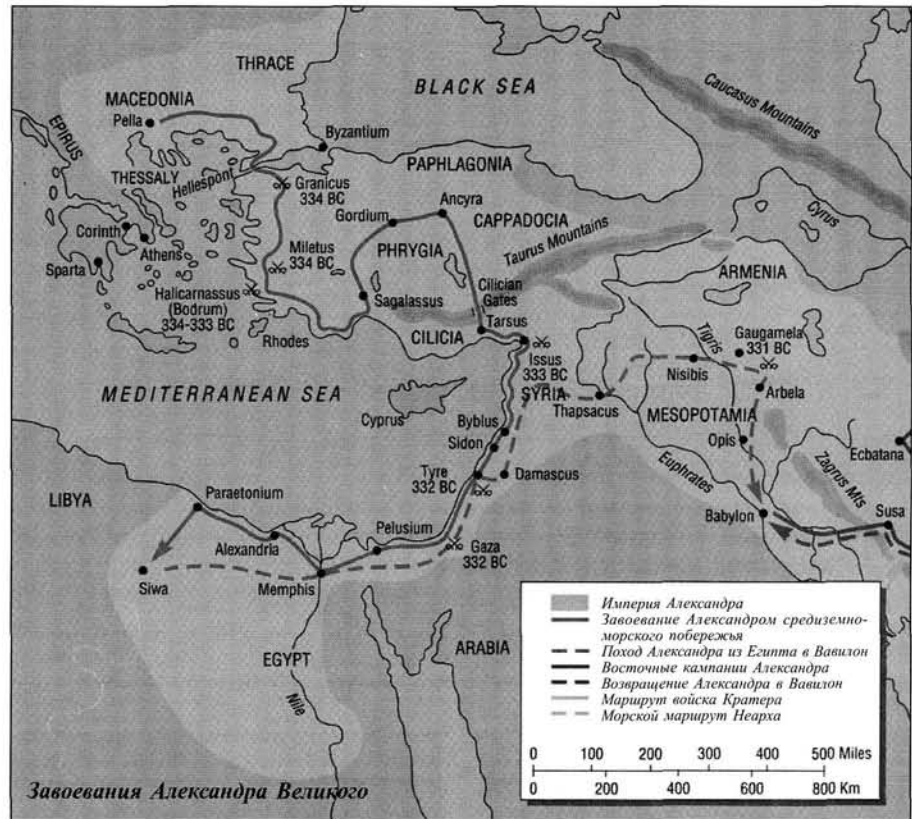 THRACE
BLACK SEA
Caucasus Mountains
MACEDONIA
Pella
EPIRUS
Byzantium
PAPHLAGONIA
THESSALY
Hellespont
Granicus
334 BC
Ancyra
Gordium
CAPPADOCIA
Cyrus
Corinth
Athens
Miletus
334 BC
PHRYGIA
Taurus Mountains
ARMENIA
Sparta
Halicarnassus
(Bodrum)
334-333 BC
Sagalassus
Cilician
Gates
Tarsus
Rhodes
CILICIA
Issus
333 BC
Tigris
Gaugamela
331 BC
Nisibis
Arbela
MEDITERRANEAN SEA
SYRIA
Cyprus
Thapsacus
MESOPOTAMIA
Byblus
Sidon
Opis
Ecbatana
Zagrus Mts
Tyre
332 BC
Damascus
Euphrates
LIBYA
Paraetonium
Babylon
Susa
Alexandria
Pelusium
Gaza
332 BC
Siwa
Memphis
EGYPT
ARABIA
Nile
Империя Александра
Завоевание Александром средиземно-
морского побережья
Поход Александра из Египта в Вавилон
Восточные кампании Александра
Возвращение Александра в Вавилон
Маршрут войска Кратера
Морской маршрут Неарха
0 100 200 300 400 500 Miles
0 200 400 600 800 Km
Завоевания Александра Великого